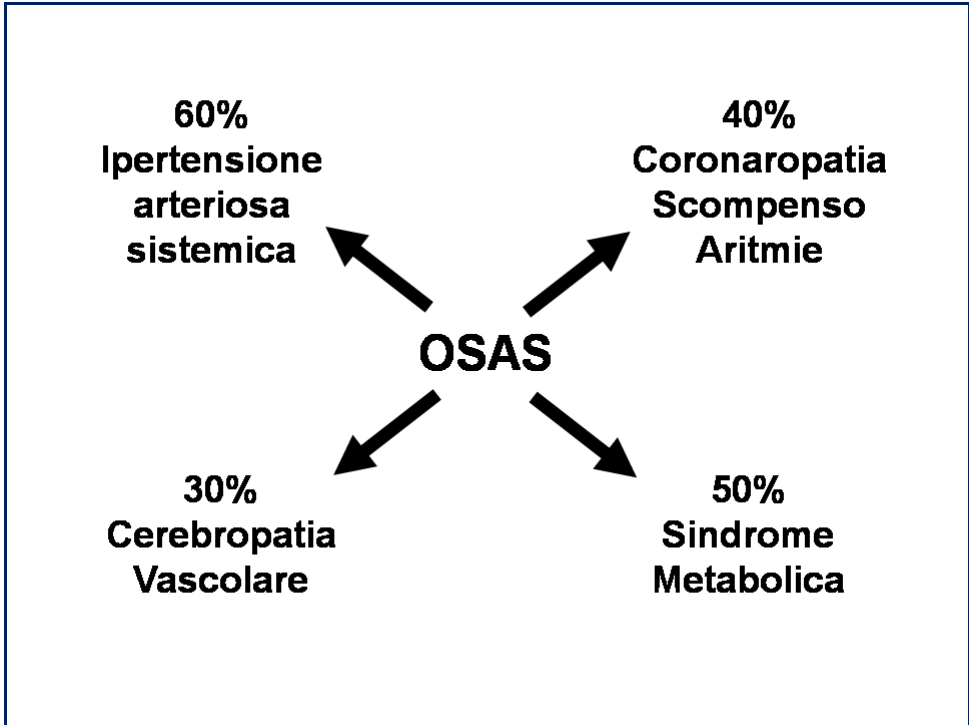 60%
Ipertensione
arteriosa
sistemica
40%
Coronaropatia
Scompenso
Aritmie
OSAS
30%
Cerebropatia
Vascolare
50%
Sindrome
Metabolica